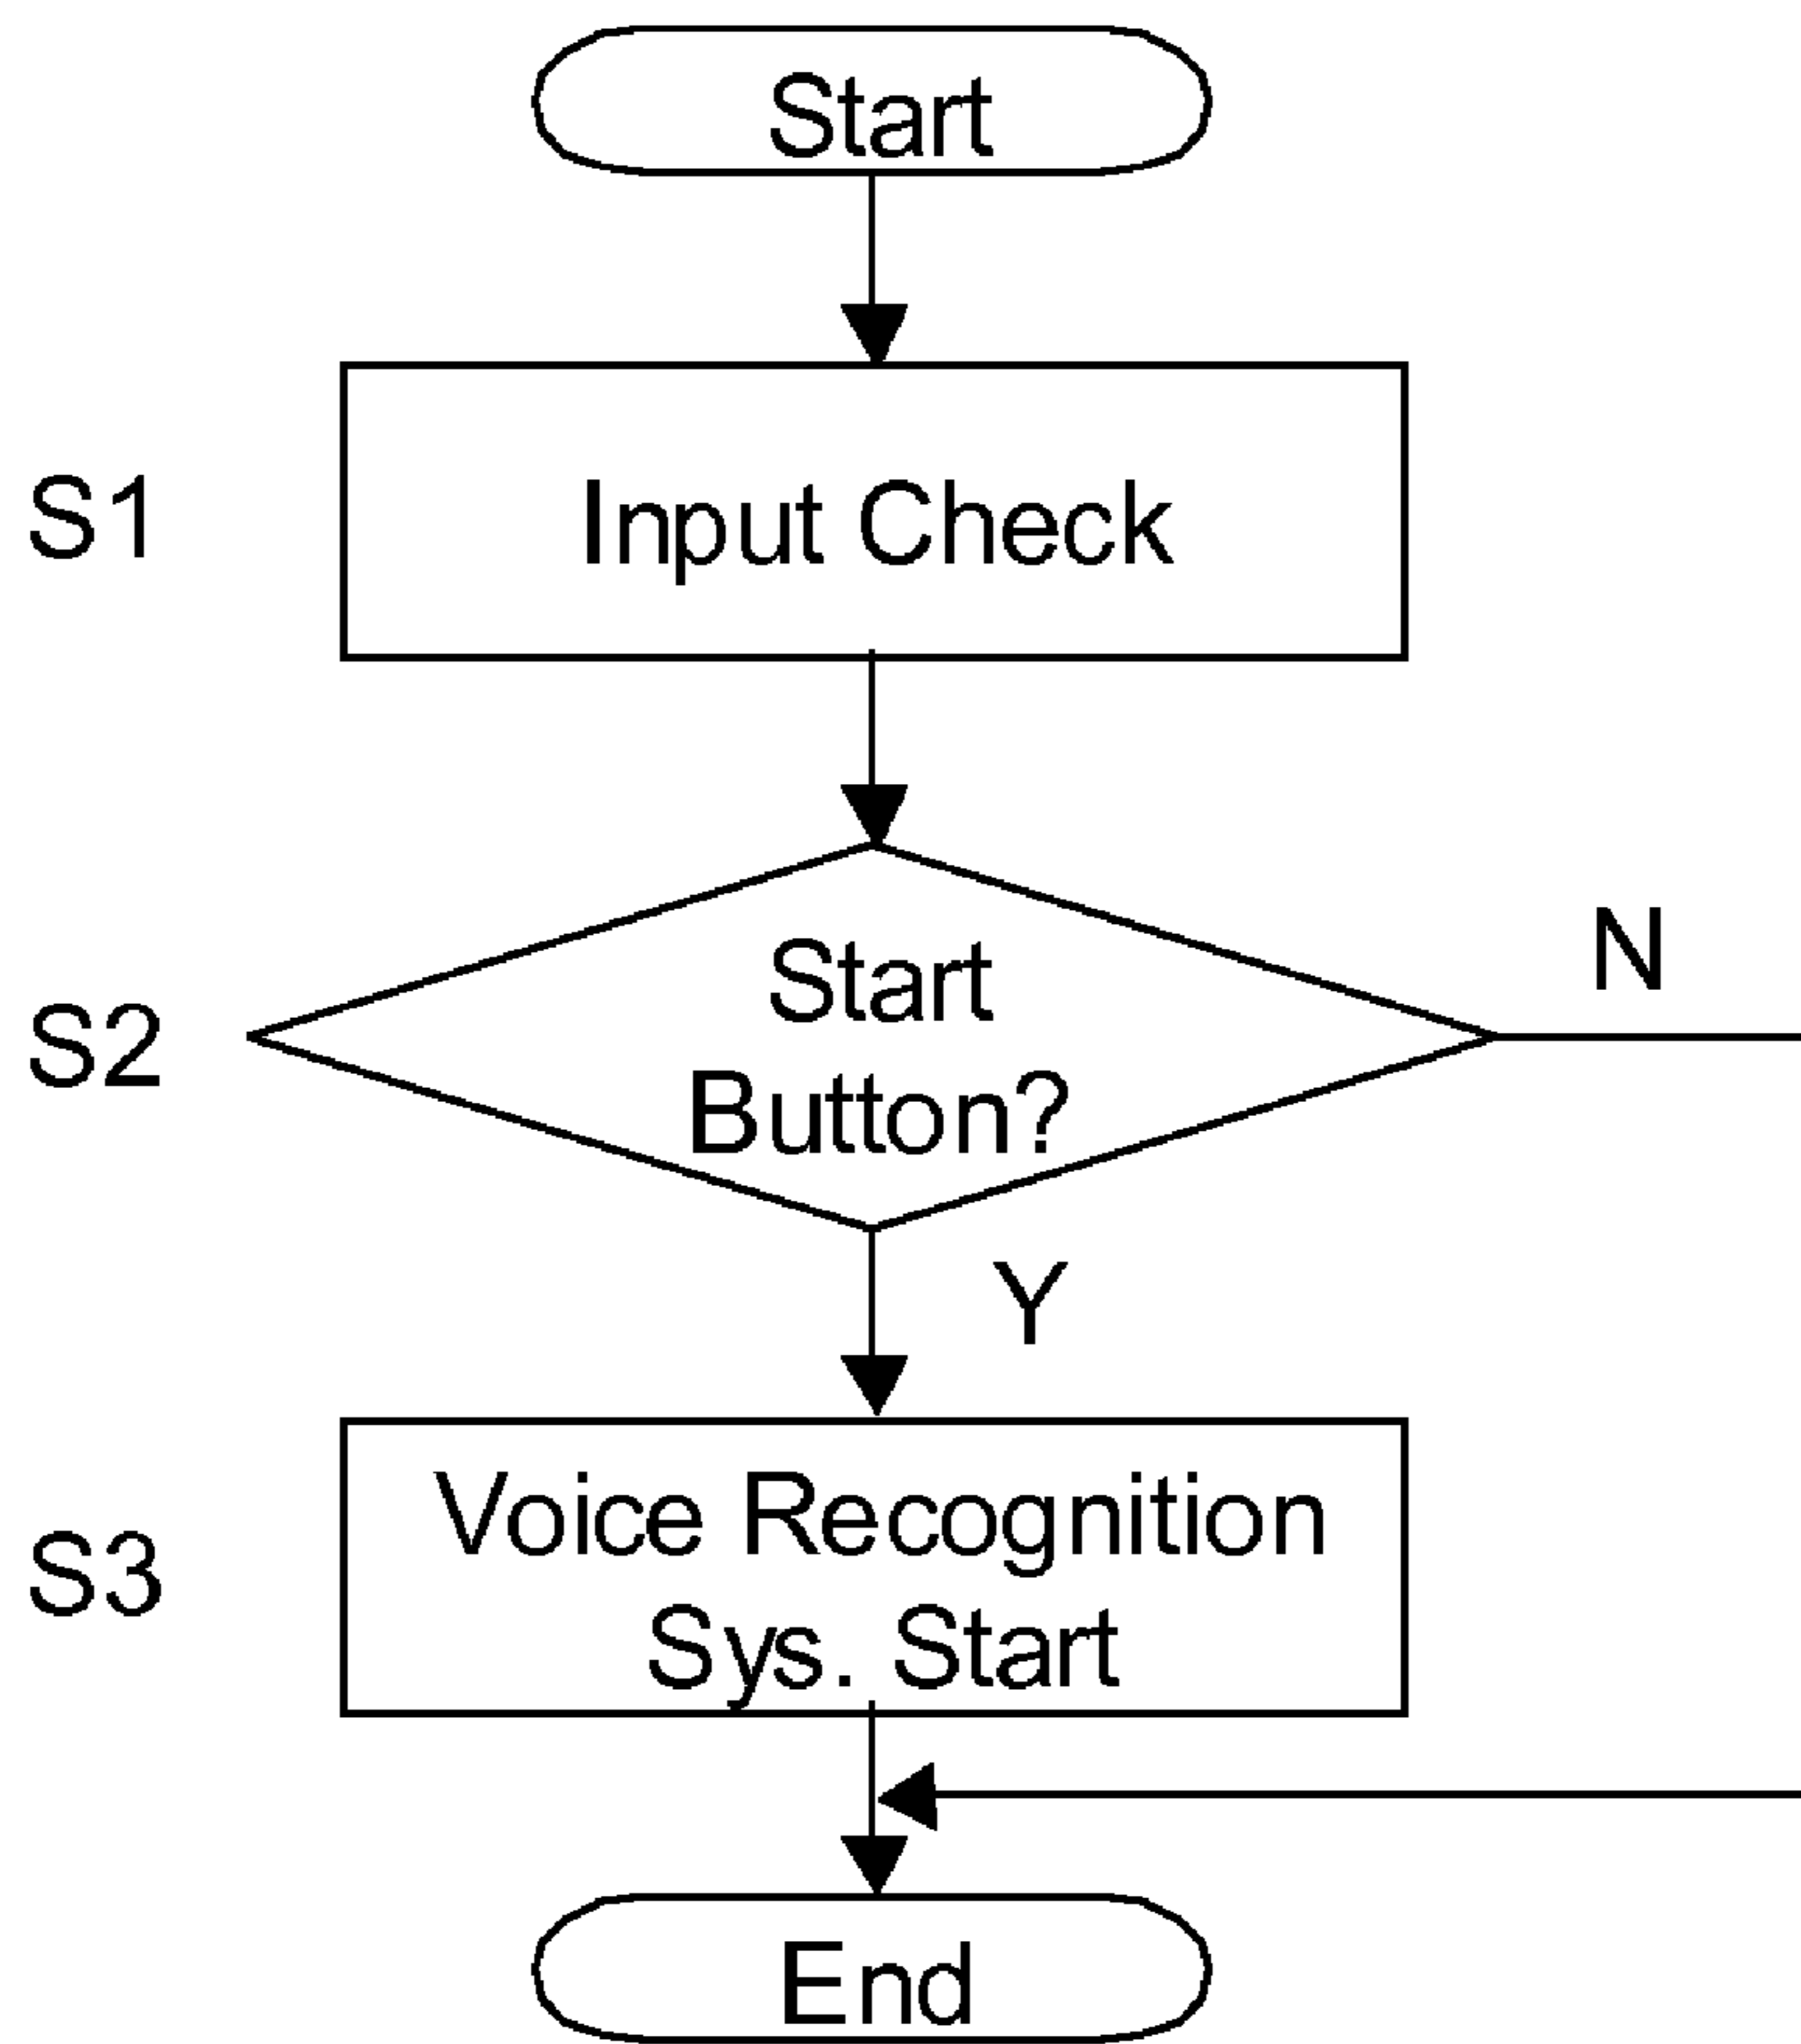 Start
S1
Input Check
S2
Start
Button?
N
Y
S3
Voice Recognition
Sys. Start
End